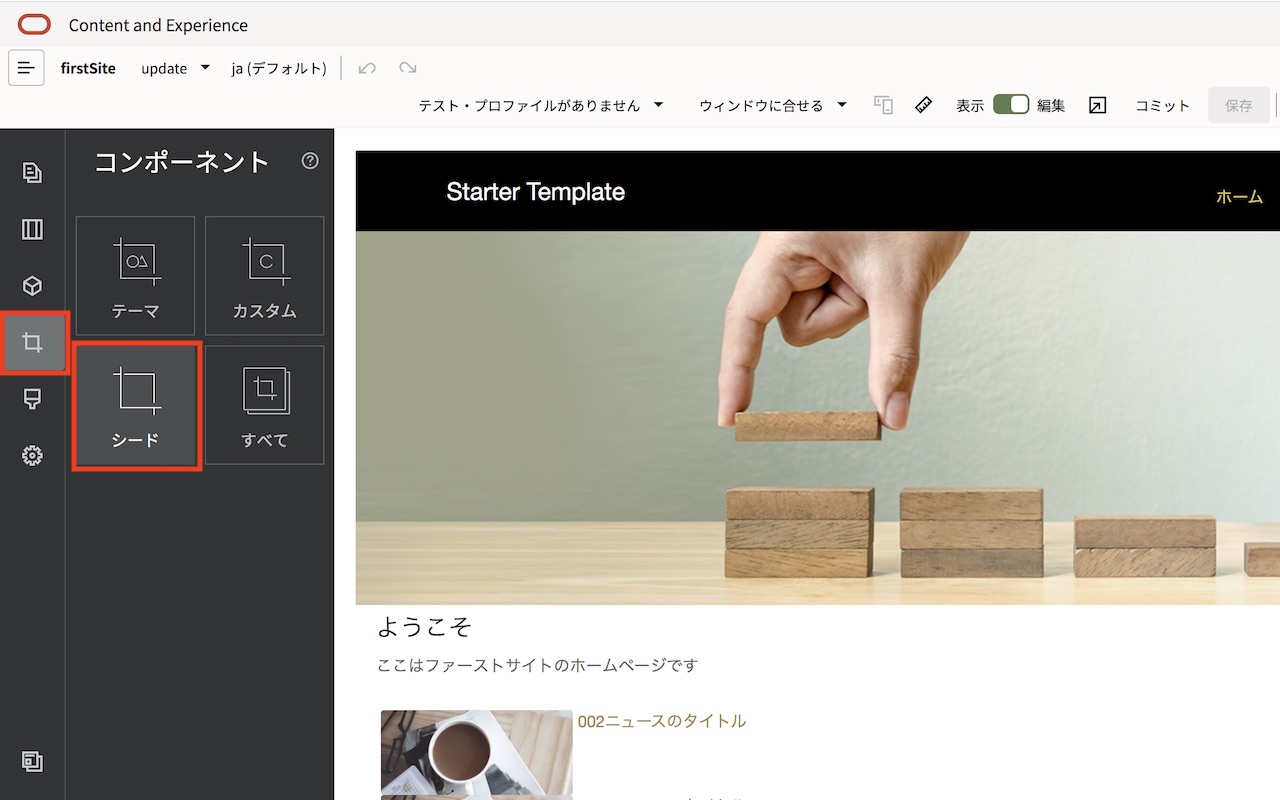 Content and Experience
firstSite update ja (デフォルト)
テスト・プロファイルがありません ウィンドウに合せる 表示 編集 コミット 保存
コンポーネント
テーマ カスタム
シード すべて
Starter Template
ホーム
ようこそ
ここはファーストサイトのホームページです
002ニュースのタイトル